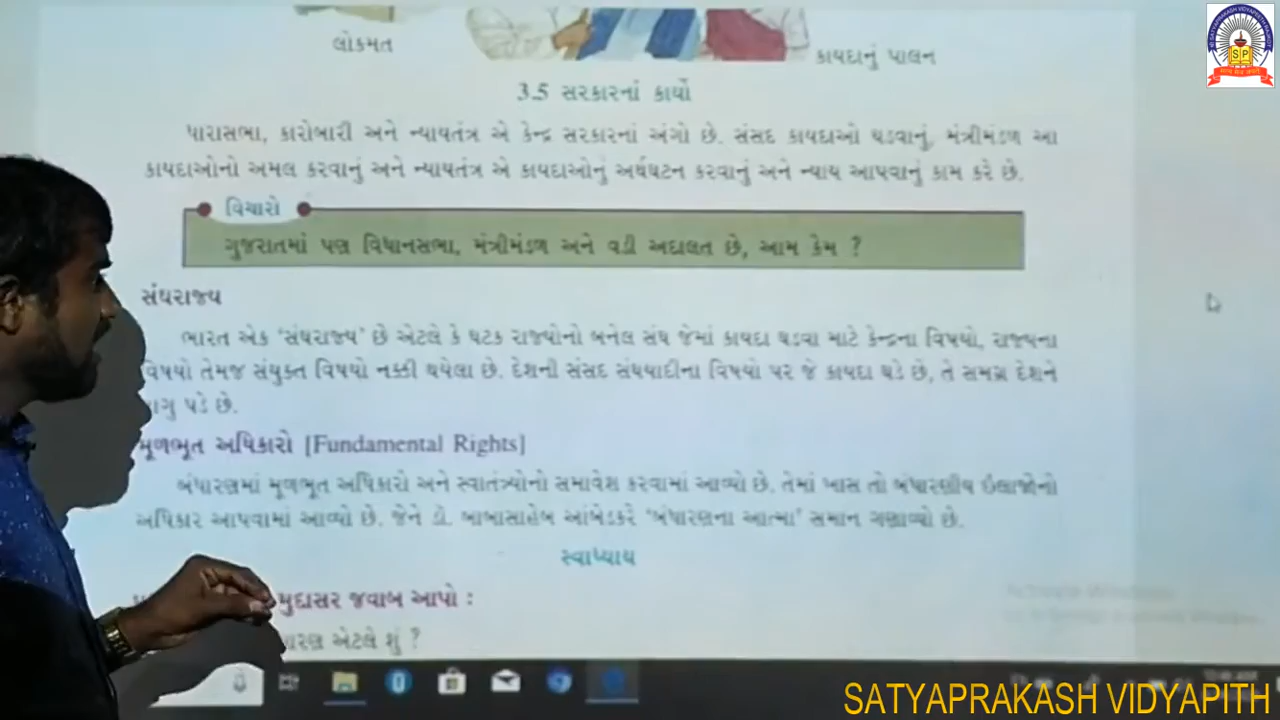 લોકમત
કાયદાનું પાલન
3.5 સરકારનાં કાર્યો
ધારાસભા, કારોબારી અને ન્યાયતંત્ર એ કેન્દ્ર સરકારનાં અંગો છે. સંસદ કાયદાઓ ઘડવાનું, મંત્રીમંડળ આ
કાયદાઓનો અમલ કરવાનું અને ન્યાયતંત્ર એ કાયદાઓનું અર્થઘટન કરવાનું અને ન્યાય આપવાનું કામ કરે છે.
વિચારો
ગુજરાતમાં પણ વિધાનસભા, મંત્રીમંડળ અને વડી અદાલત છે, આમ કેમ ?
સંઘરાજ્ય
ભારત એક ‘સંઘરાજ્ય’ છે એટલે કે ઘટક રાજ્યોનો બનેલ સંઘ જેમાં કાયદા ઘડવા માટે કેન્દ્રના વિષયો, રાજ્યના
વિષયો તેમજ સંયુક્ત વિષયો નક્કી થયેલા છે. દેશની સંસદ સંઘયાદીના વિષયો પર જે કાયદા ઘડે છે, તે સમગ્ર દેશને
લાગુ પડે છે.
મૂળભૂત અધિકારો [Fundamental Rights]
બંધારણમાં મૂળભૂત અધિકારો અને સ્વાતંત્ર્યોનો સમાવેશ કરવામાં આવ્યો છે. તેમાં ખાસ તો બંધારણીય ઇલાજોનો
અધિકાર આપવામાં આવ્યો છે. જેને ડૉ. બાબાસાહેબ આંબેડકરે ‘બંધારણના આત્મા’ સમાન ગણાવ્યો છે.
સ્વાધ્યાય
મુદ્દાસર જવાબ આપો :
ારણ એટલે શું ?
SATYAPRAKASH VIDYAPITH
SP